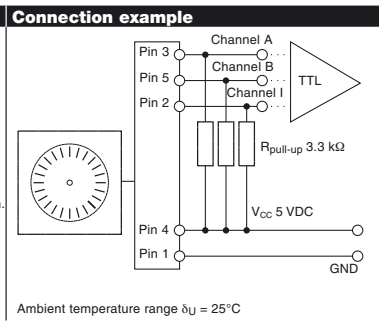 Connection example
Channel A
Pin 3
Channel B
Pin 5
TTL
Channel I
Pin 2
Rpull-up 3.3 kΩ
VCC 5 VDC
Pin 4
Pin 1
GND
Ambient temperature range δU = 25°C